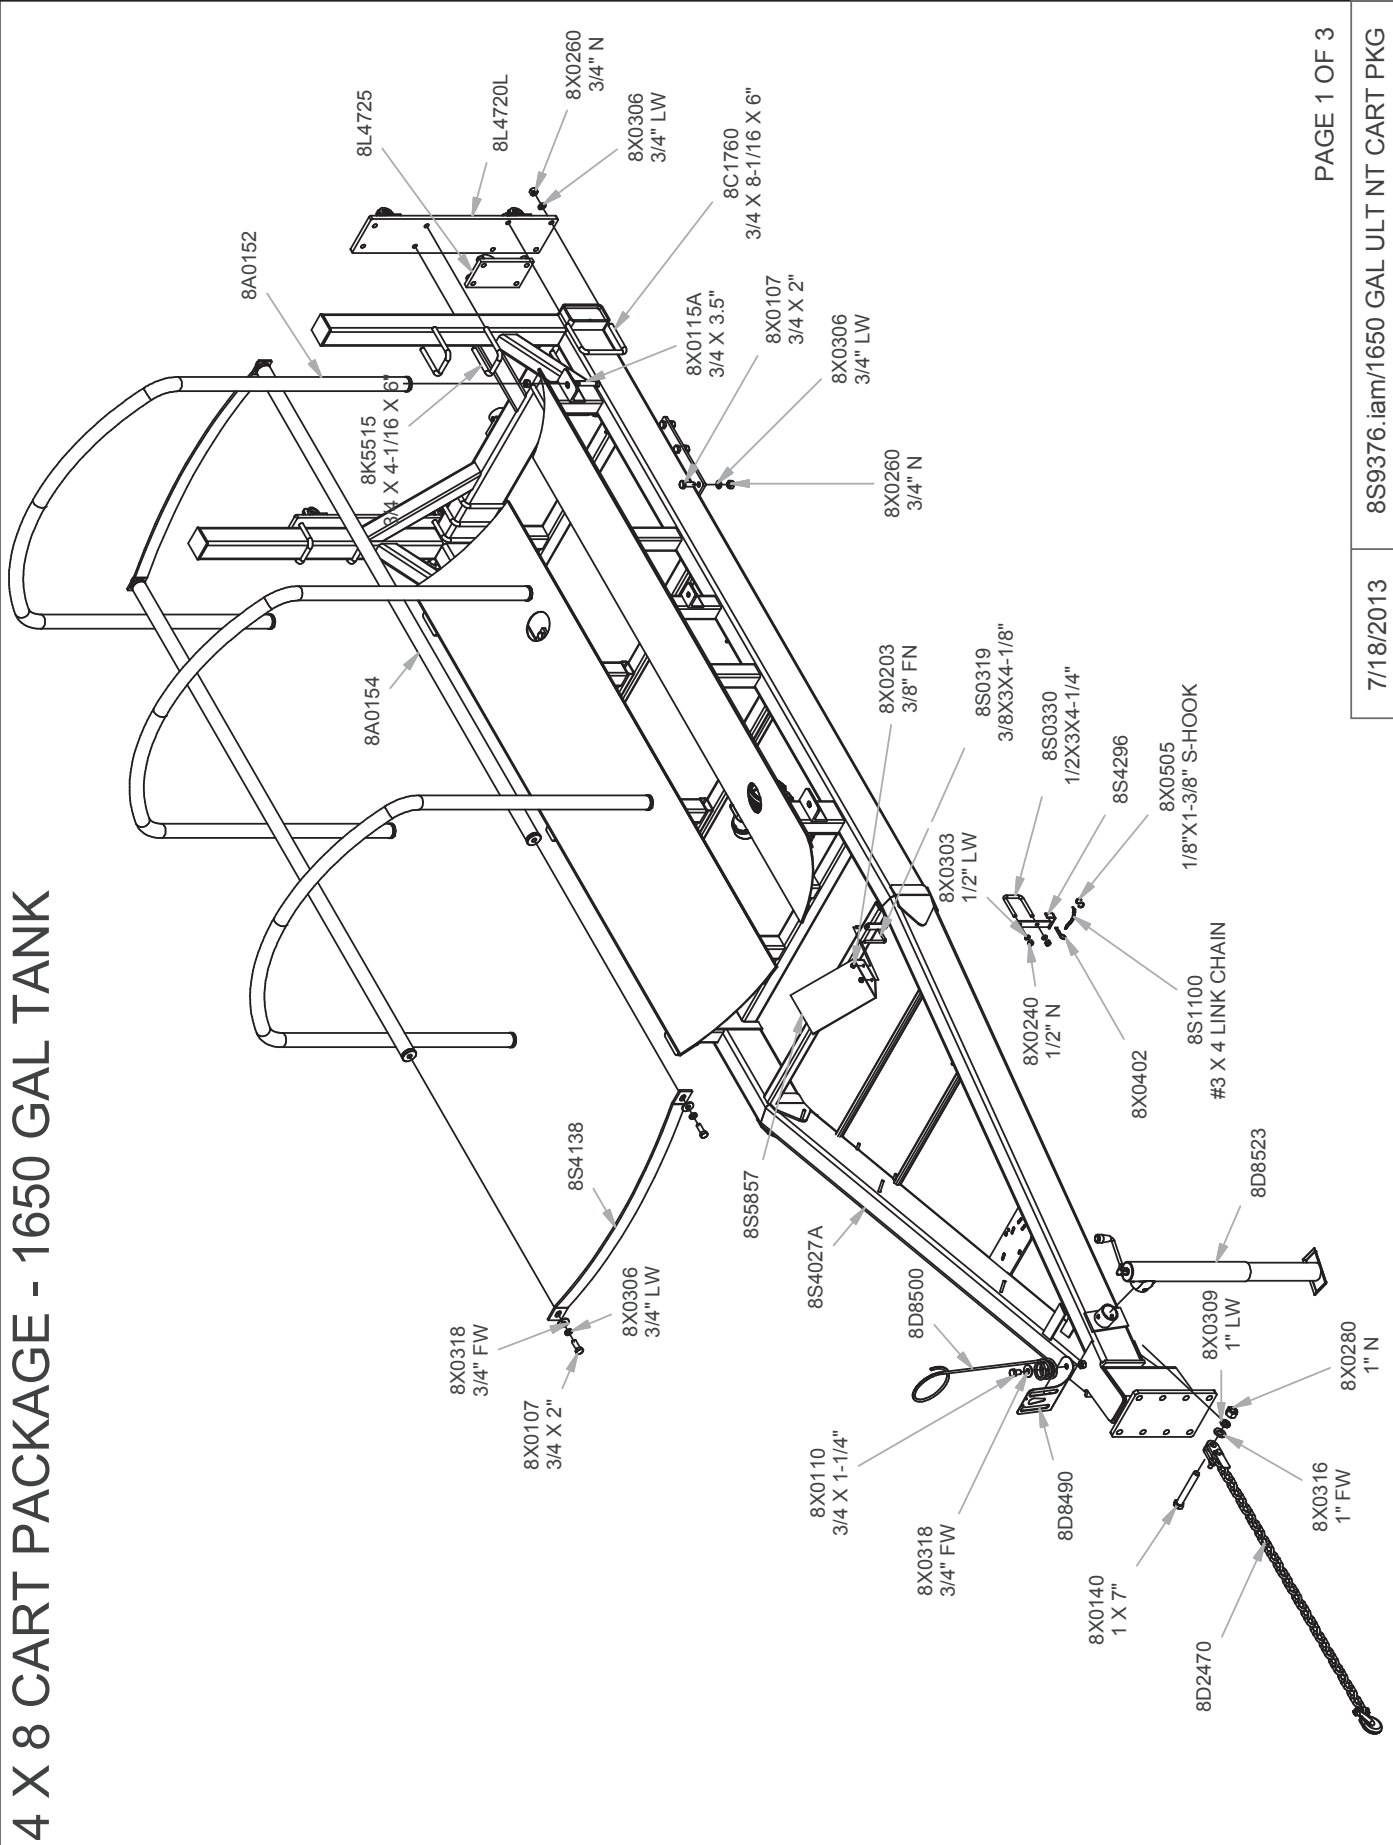 4 X 8 CART PACKAGE - 1650 GAL TANK
8X0318
3/4" FW
8X0107
3/4 X 2"
8X0306
3/4" LW
8S4138
8A0154
8A0152
8K5515
3/4 X 4-1/16 X 6"
8L4725
8L4720L
8X0260
3/4" N
8X0306
3/4" LW
8C1760
3/4 X 8-1/16 X 6"
8X0115A
3/4 X 3.5"
8X0107
3/4 X 2"
8X0306
3/4" LW
8X0260
3/4" N
8X0203
3/8" FN
8S0319
3/8X3X4-1/8"
8S0330
1/2X3X4-1/4"
8S4296
8X0505
1/8"X1-3/8" S-HOOK
8X0303
1/2" LW
8X0240
1/2" N
8X0402
8S1100
#3 X 4 LINK CHAIN
8S5857
8S4027A
8D8500
8X0110
3/4 X 1-1/4"
8X0318
3/4" FW
8D8490
8D8523
8X0309
1" LW
8X0280
1" N
8X0316
1" FW
8X0140
1 X 7"
8D2470
PAGE 1 OF 3
7/18/2013
8S9376.iam/1650 GAL ULT NT CART PKG